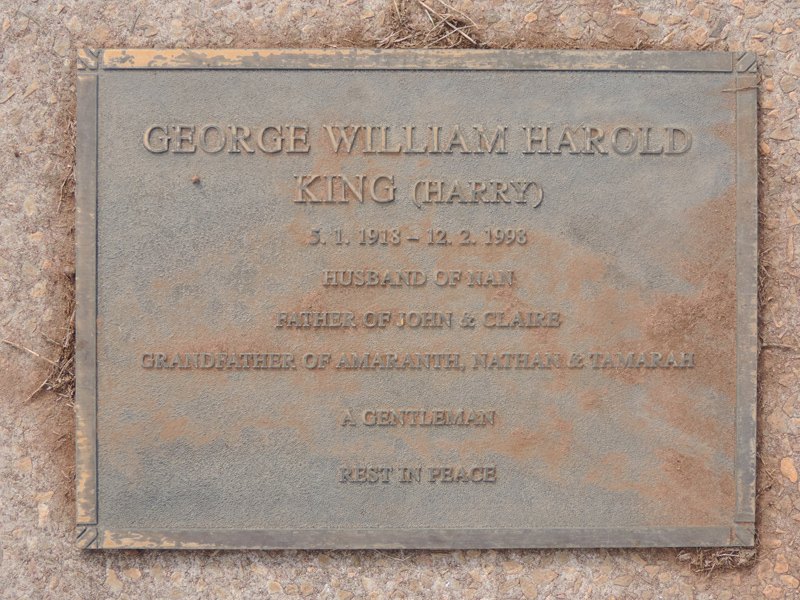 GEORGE WILLIAM HAROLD
KING (HARRY)
5. 1. 1918 – 12. 2. 1998
HUSBAND OF NAN
FATHER OF JOHN & CLAIRE
GRANDFATHER OF AMARANTH, NATHAN & TAMARAH
A GENTLEMAN
REST IN PEACE